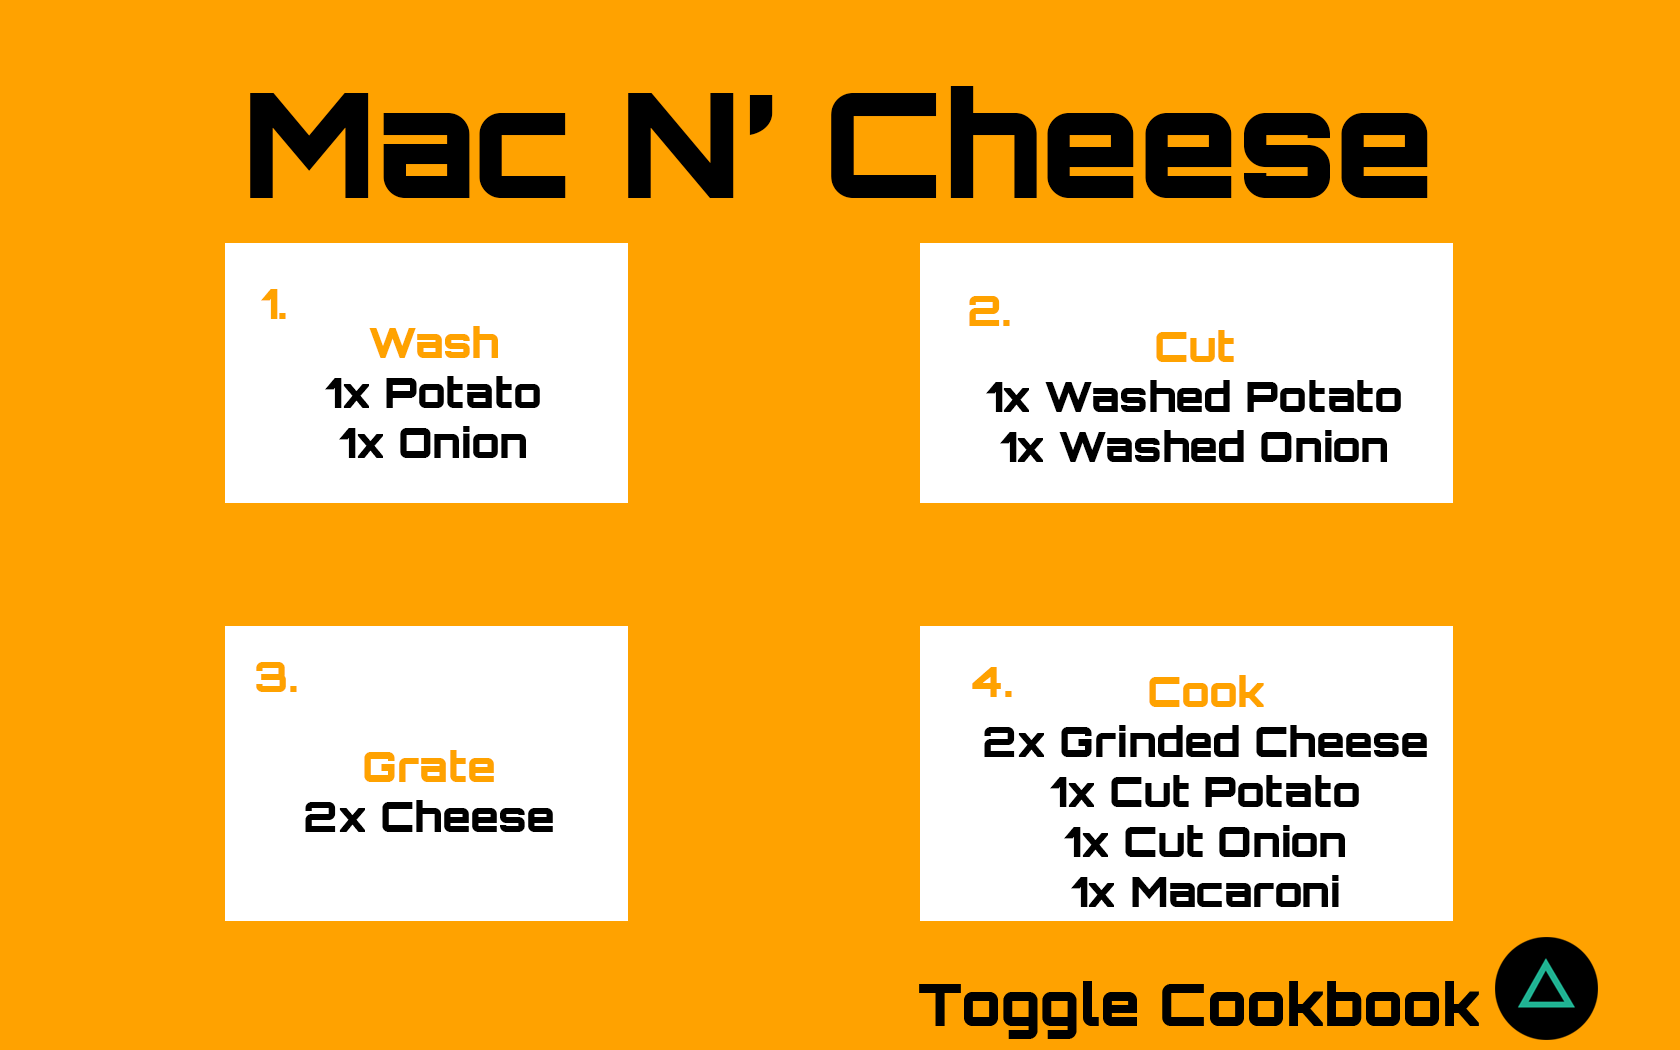 Mac N' Cheese
1.
Wash
1x Potato
1x Onion
2.
Cut
1x Washed Potato
1x Washed Onion
3.
Grate
2x Cheese
4.
Cook
2x Grinded Cheese
1x Cut Potato
1x Cut Onion
1x Macaroni
Toggle Cookbook